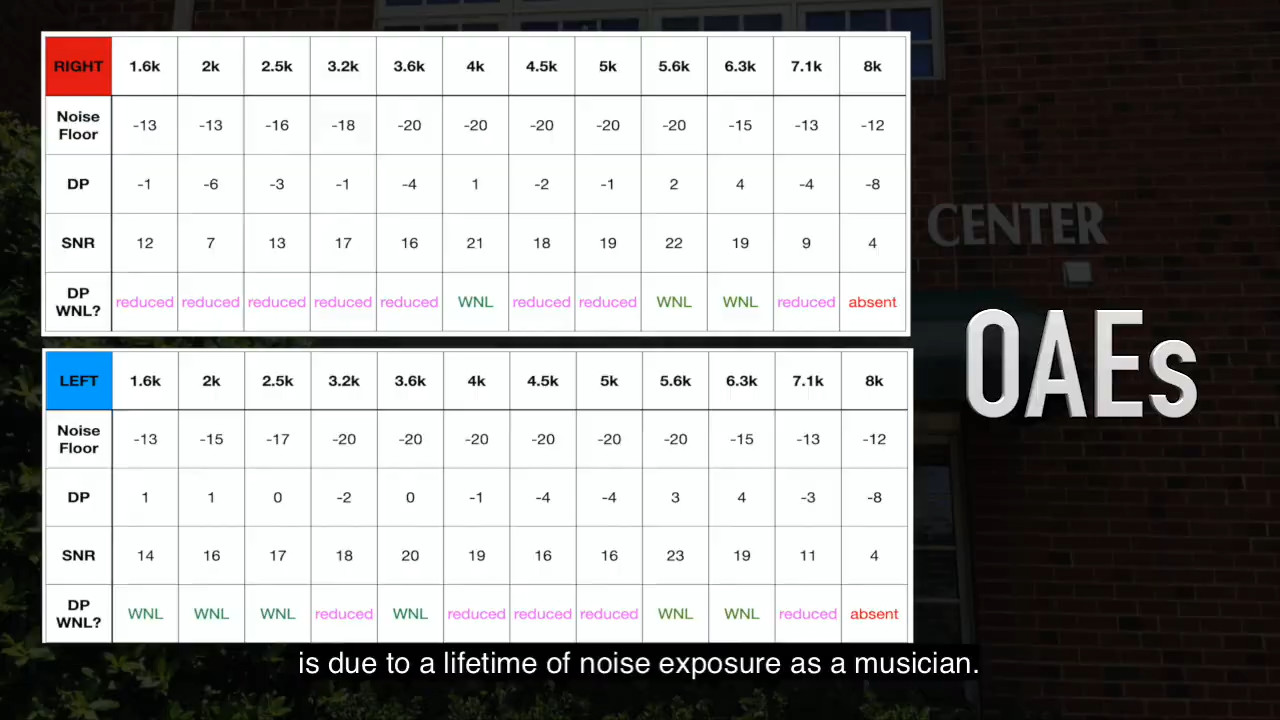 RIGHT 1.6k 2k 2.5k 3.2k 3.6k 4k 4.5k 5k 5.6k 6.3k 7.1k 8k
Noise Floor -13 -13 -16 -18 -20 -20 -20 -20 -20 -15 -13 -12
DP -1 -6 -3 -1 -4 1 -2 -1 2 4 -4 -8
SNR 12 7 13 17 16 21 18 19 22 19 9 4
DP WNL? reduced reduced reduced reduced reduced WNL reduced reduced WNL WNL reduced absent
CENTER
OAEs
LEFT 1.6k 2k 2.5k 3.2k 3.6k 4k 4.5k 5k 5.6k 6.3k 7.1k 8k
Noise Floor -13 -15 -17 -20 -20 -20 -20 -20 -20 -15 -13 -12
DP 1 1 0 -2 0 -1 -4 -4 3 4 -3 -8
SNR 14 16 17 18 20 19 16 16 23 19 11 4
DP WNL? WNL WNL WNL reduced WNL reduced reduced reduced WNL WNL reduced absent
is due to a lifetime of noise exposure as a musician.